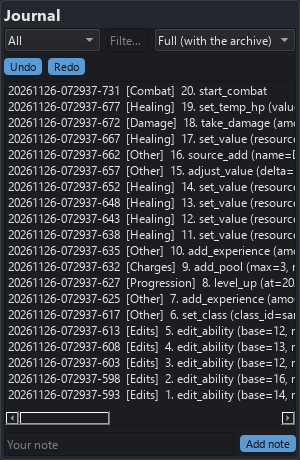 Journal
All Filte... Full (with the archive)
Undo Redo
20261126-072937-731 [Combat] 20. start_combat
20261126-072937-677 [Healing] 19. set_temp_hp (valu
20261126-072937-672 [Damage] 18. take_damage (amo
20261126-072937-667 [Healing] 17. set_value (resourc
20261126-072937-662 [Other] 16. source_add (name=D
20261126-072937-657 [Other] 15. adjust_value (delta=
20261126-072937-652 [Healing] 14. set_value (resourc
20261126-072937-648 [Healing] 13. set_value (resourc
20261126-072937-643 [Healing] 12. set_value (resourc
20261126-072937-638 [Healing] 11. set_value (resourc
20261126-072937-635 [Other] 10. add_experience (amo
20261126-072937-632 [Charges] 9. add_pool (max=3, r
20261126-072937-627 [Progression] 8. level_up (at=20
20261126-072937-625 [Other] 7. add_experience (amou
20261126-072937-617 [Other] 6. set_class (class_id=sa
20261126-072937-613 [Edits] 5. edit_ability (base=12, n
20261126-072937-608 [Edits] 4. edit_ability (base=13, n
20261126-072937-603 [Edits] 3. edit_ability (base=12, n
20261126-072937-598 [Edits] 2. edit_ability (base=16, n
20261126-072937-593 [Edits] 1. edit_ability (base=14, n
Your note Add note